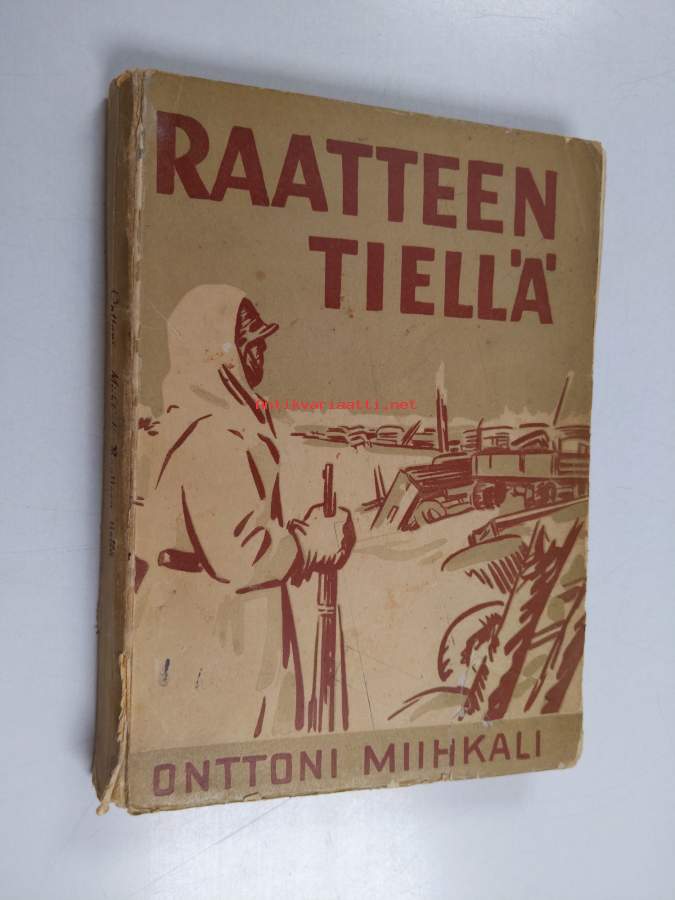 RAATTEEN
TIELLÄ
Antikvariaatti.net
ONTTONI MIIHKALI